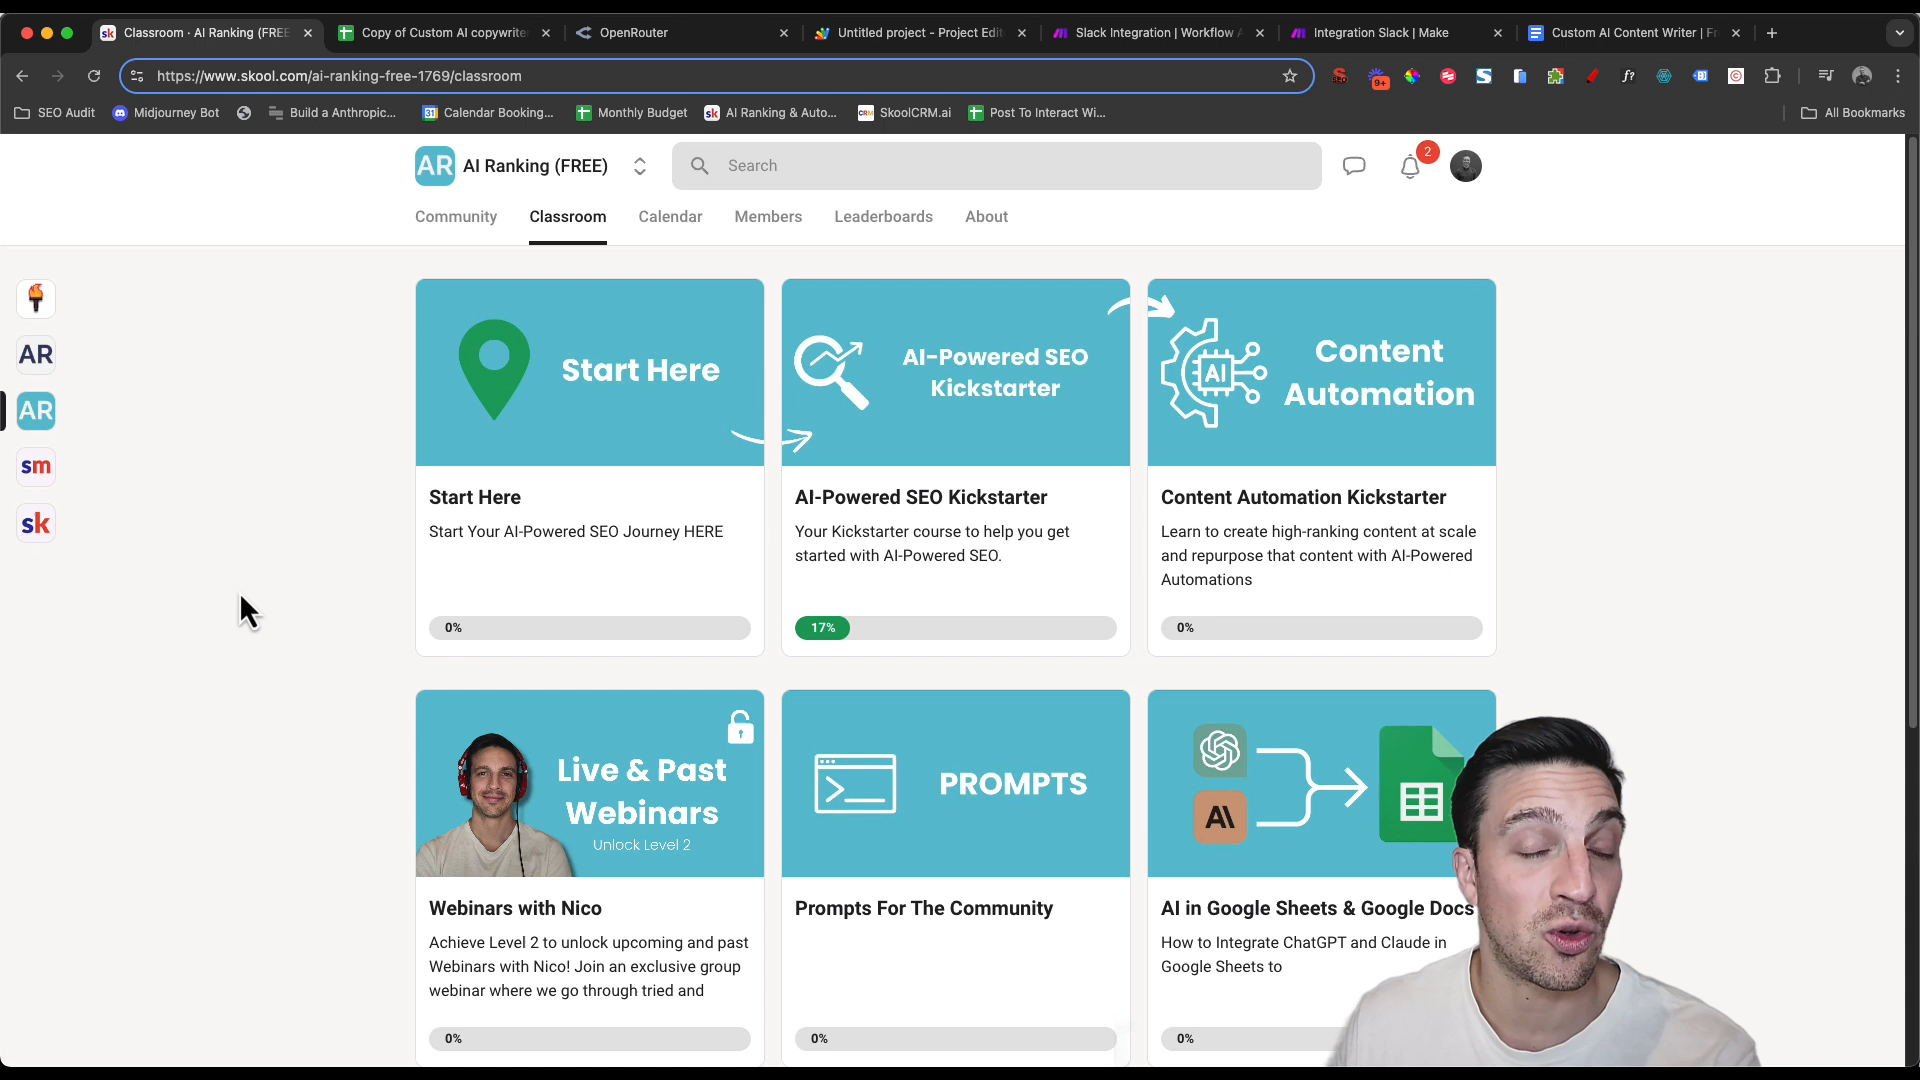 Classroom · AI Ranking (FREE
Copy of Custom AI copywrite
OpenRouter
Untitled project - Project Edit
Slack Integration | Workflow A
Integration Slack | Make
Custom AI Content Writer | Fr
https://www.skool.com/ai-ranking-free-1769/classroom
9+
f?
SEO Audit
Midjourney Bot
Build a Anthropic...
31
Calendar Booking...
Monthly Budget
sk
AI Ranking & Auto...
CRM
SkoolCRM.ai
Post To Interact Wi...
All Bookmarks
AR
AI Ranking (FREE)
Search
2
Community
Classroom
Calendar
Members
Leaderboards
About
AR
AR
sm
sk
Start Here
AI-Powered SEO
Kickstarter
AI
Content
Automation
Start Here
Start Your AI-Powered SEO Journey HERE
0%
AI-Powered SEO Kickstarter
Your Kickstarter course to help you get
started with AI-Powered SEO.
17%
Content Automation Kickstarter
Learn to create high-ranking content at scale
and repurpose that content with AI-Powered
Automations
0%
Live & Past
Webinars
Unlock Level 2
PROMPTS
Webinars with Nico
Achieve Level 2 to unlock upcoming and past
Webinars with Nico! Join an exclusive group
webinar where we go through tried and
0%
Prompts For The Community
0%
AI in Google Sheets & Google Docs
How to Integrate ChatGPT and Claude in
Google Sheets to
0%